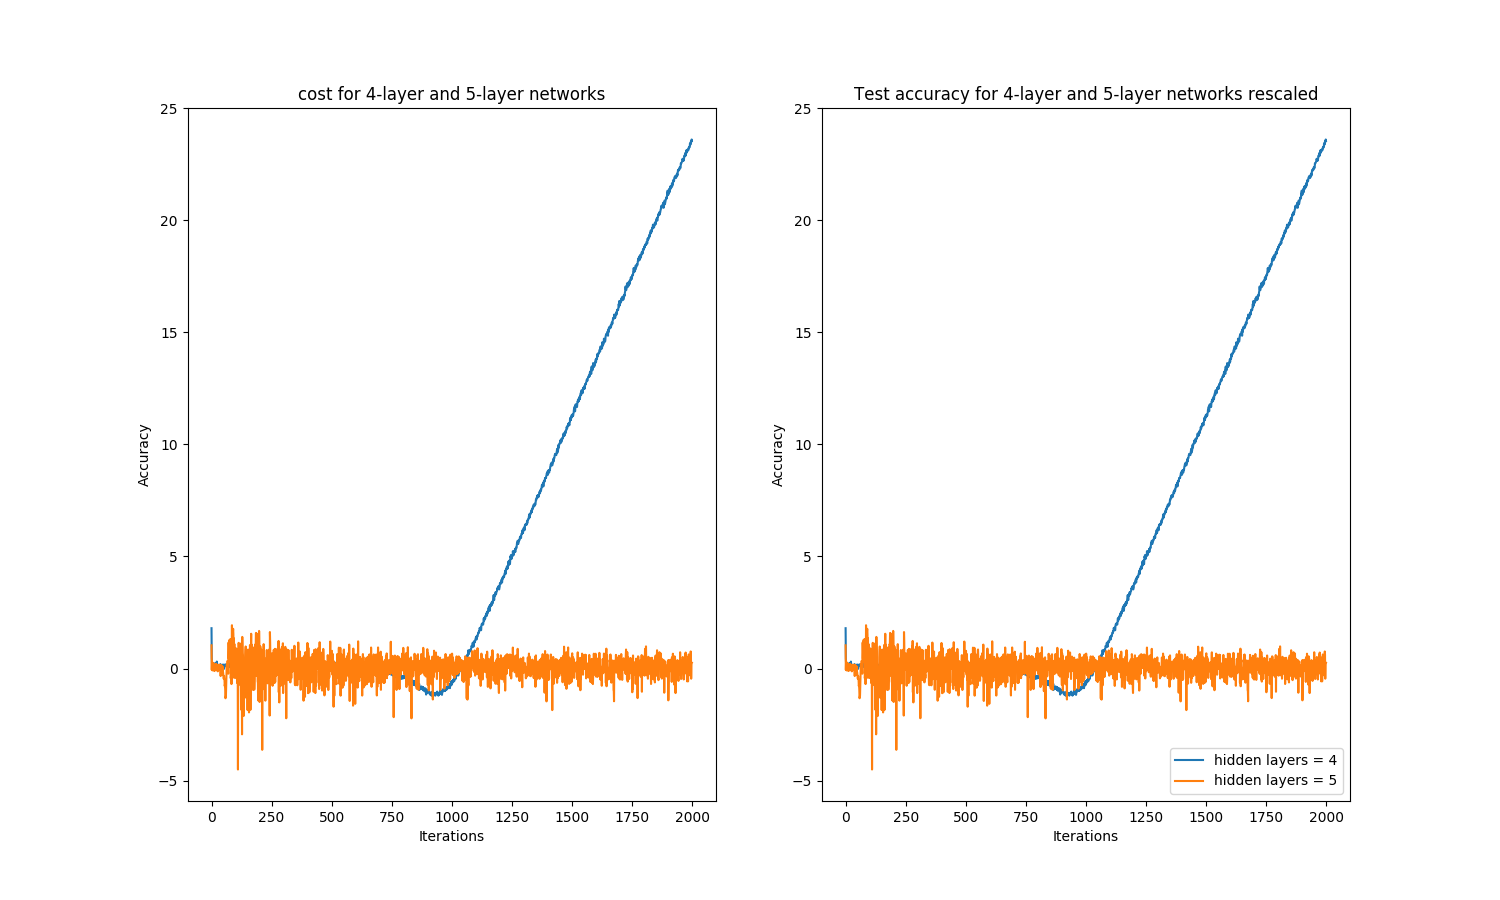 cost for 4-layer and 5-layer networks
25
20
15
10
5
0
−5
Accuracy
0 250 500 750 1000 1250 1500 1750 2000
Iterations
Test accuracy for 4-layer and 5-layer networks rescaled
25
20
15
10
5
0
−5
Accuracy
hidden layers = 4
hidden layers = 5
0 250 500 750 1000 1250 1500 1750 2000
Iterations